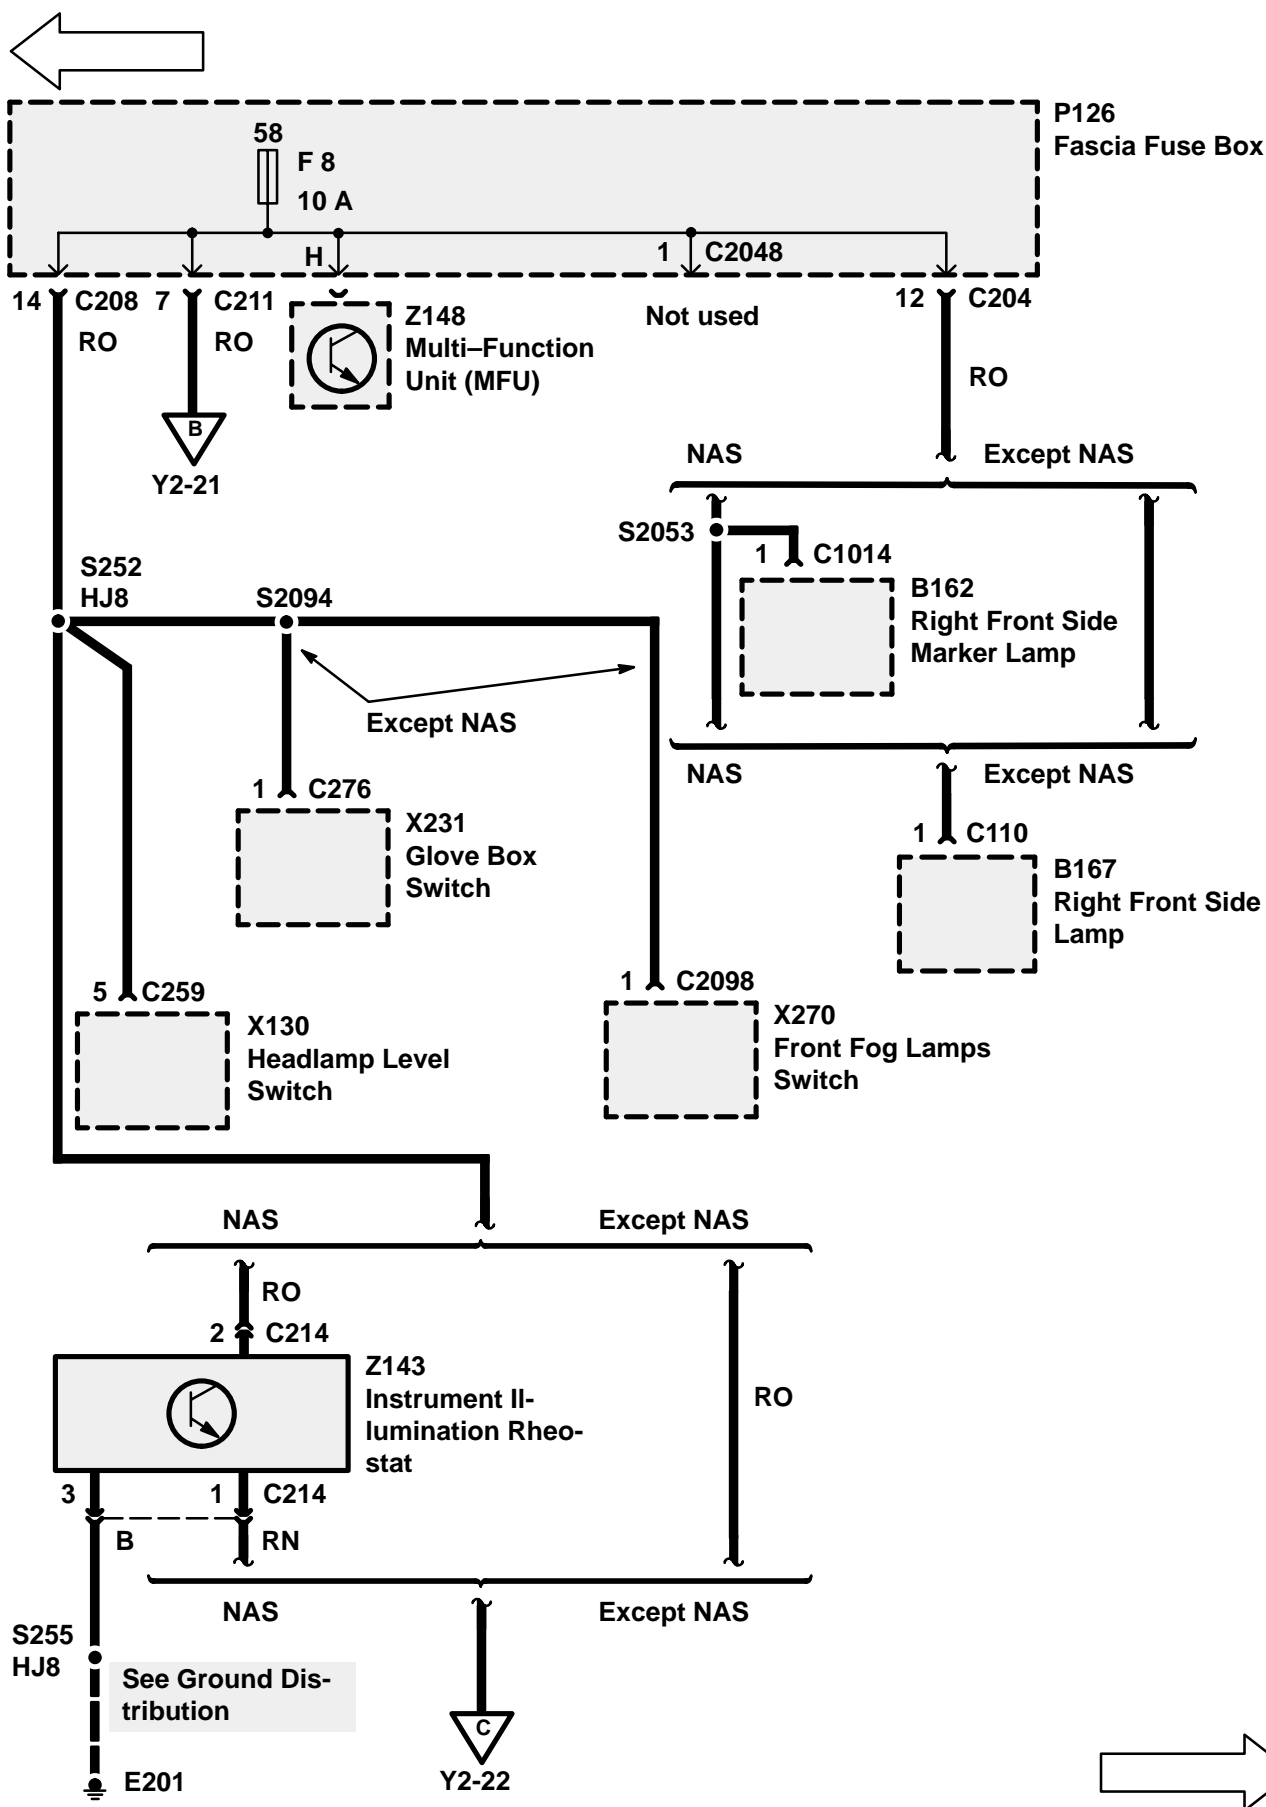 P126
Fascia Fuse Box
58
F 8
10 A
H
1 C2048
14 C208
7 C211
Not used
12 C204
RO
RO
Z148
Multi–Function
Unit (MFU)
RO
B
Y2-21
NAS
Except NAS
S2053
1 C1014
B162
Right Front Side
Marker Lamp
S252
HJ8
S2094
Except NAS
NAS
Except NAS
1 C276
X231
Glove Box
Switch
1 C110
B167
Right Front Side
Lamp
5 C259
X130
Headlamp Level
Switch
1 C2098
X270
Front Fog Lamps
Switch
NAS
Except NAS
RO
2 C214
Z143
Instrument Il-
lumination Rheo-
stat
RO
3
1 C214
B
RN
NAS
Except NAS
S255
HJ8
See Ground Dis-
tribution
C
E201
Y2-22